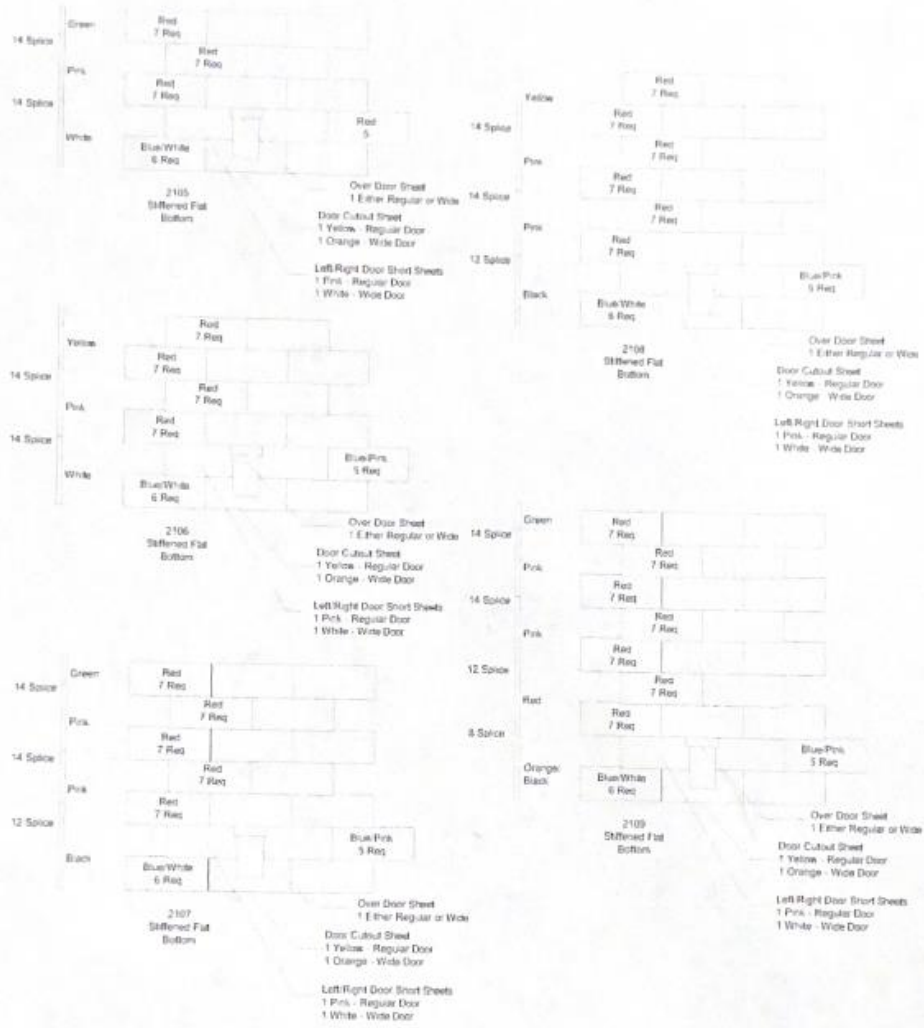 Green
Red
7 Req
14 Splice
Red
7 Req
Pink
Red
7 Req
14 Splice
Red
5
White
Blue/White
6 Req
2105
Stiffened Flat
Bottom
Over Door Sheet
1 Either Regular or Wide
Door Cutout Sheet
1 Yellow - Regular Door
1 Orange - Wide Door
Left/Right Door Short Sheets
1 Pink - Regular Door
1 White - Wide Door
Red
7 Req
Yellow
Red
7 Req
14 Splice
Red
7 Req
Pink
Red
7 Req
14 Splice
Blue/Pink
5 Req
White
Blue/White
6 Req
2106
Stiffened Flat
Bottom
Over Door Sheet
1 Either Regular or Wide
Door Cutout Sheet
1 Yellow - Regular Door
1 Orange - Wide Door
Left/Right Door Short Sheets
1 Pink - Regular Door
1 White - Wide Door
Green
Red
7 Req
14 Splice
Red
7 Req
Pink
Red
7 Req
14 Splice
Red
7 Req
Pink
Red
7 Req
12 Splice
Blue/Pink
5 Req
Black
Blue/White
6 Req
2107
Stiffened Flat
Bottom
Over Door Sheet
1 Either Regular or Wide
Door Cutout Sheet
1 Yellow - Regular Door
1 Orange - Wide Door
Left/Right Door Short Sheets
1 Pink - Regular Door
1 White - Wide Door
Red
7 Req
Yellow
Red
7 Req
14 Splice
Red
7 Req
Pink
Red
7 Req
14 Splice
Red
7 Req
Pink
Red
7 Req
12 Splice
Blue/Pink
5 Req
Black
Blue/White
6 Req
2108
Stiffened Flat
Bottom
Over Door Sheet
1 Either Regular or Wide
Door Cutout Sheet
1 Yellow - Regular Door
1 Orange - Wide Door
Left/Right Door Short Sheets
1 Pink - Regular Door
1 White - Wide Door
Green
Red
7 Req
14 Splice
Red
7 Req
Pink
Red
7 Req
14 Splice
Red
7 Req
Pink
Red
7 Req
12 Splice
Red
7 Req
Red
Red
7 Req
8 Splice
Blue/Pink
5 Req
Orange/
Black
Blue/White
6 Req
2109
Stiffened Flat
Bottom
Over Door Sheet
1 Either Regular or Wide
Door Cutout Sheet
1 Yellow - Regular Door
1 Orange - Wide Door
Left/Right Door Short Sheets
1 Pink - Regular Door
1 White - Wide Door